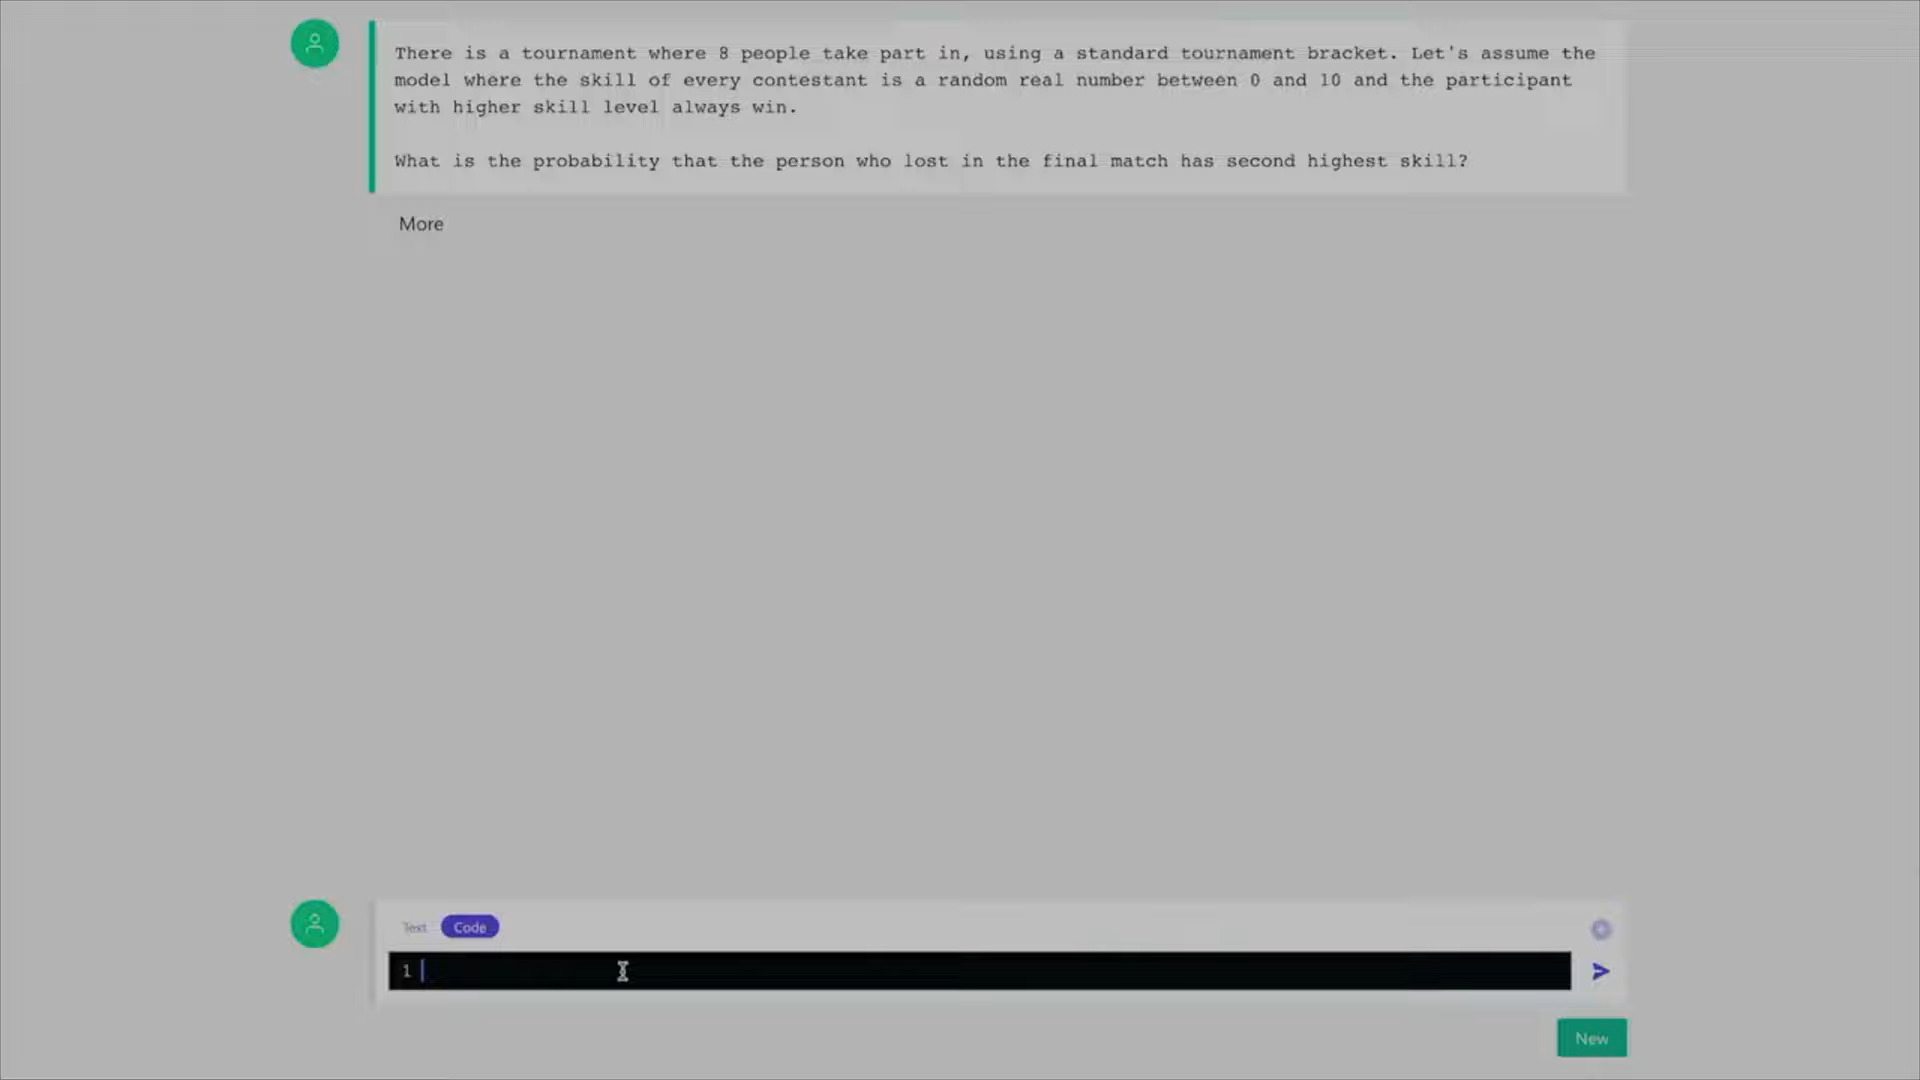 There is a tournament where 8 people take part in, using a standard tournament bracket. Let's assume the
model where the skill of every contestant is a random real number between 0 and 10 and the participant
with higher skill level always win.
What is the probability that the person who lost in the final match has second highest skill?
More
Text Code
1
New